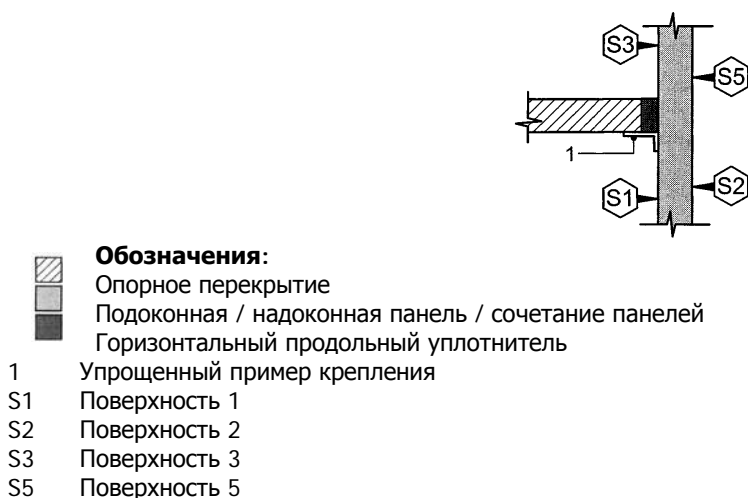 S3
S5
1
S1
S2
Обозначения:
Опорное перекрытие
Подоконная / надоконная панель / сочетание панелей
Горизонтальный продольный уплотнитель
1 Упрощенный пример крепления
S1 Поверхность 1
S2 Поверхность 2
S3 Поверхность 3
S5 Поверхность 5